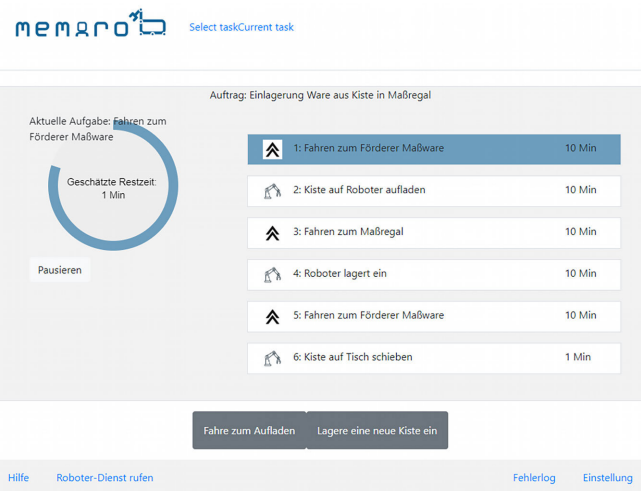 memoro
Select taskCurrent task
Auftrag: Einlagerung Ware aus Kiste in Maßregal
Aktuelle Aufgabe: Fahren zum
Förderer Maßware
Geschätzte Restzeit:
1 Min
Pausieren
1: Fahren zum Förderer Maßware 10 Min
2: Kiste auf Roboter aufladen 10 Min
3: Fahren zum Maßregal 10 Min
4: Roboter lagert ein 10 Min
5: Fahren zum Förderer Maßware 10 Min
6: Kiste auf Tisch schieben 1 Min
Fahre zum Aufladen Lagere eine neue Kiste ein
Hilfe Roboter-Dienst rufen Fehlerlog Einstellung